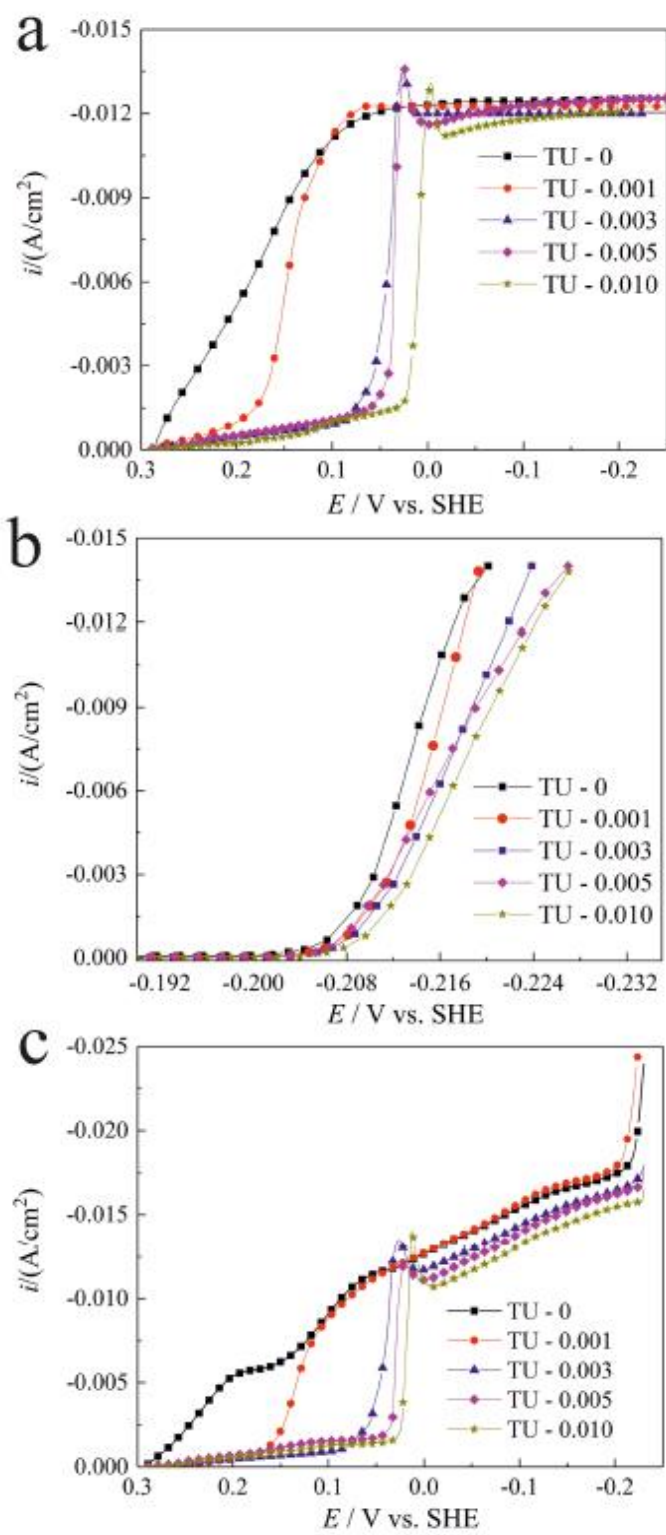 a
-0.015
-0.012
-0.009
-0.006
-0.003
0.000
i/(A/cm²)
TU - 0
TU - 0.001
TU - 0.003
TU - 0.005
TU - 0.010
0.3 0.2 0.1 0.0 -0.1 -0.2
E / V vs. SHE
b
-0.015
-0.012
-0.009
-0.006
-0.003
0.000
i/(A/cm²)
TU - 0
TU - 0.001
TU - 0.003
TU - 0.005
TU - 0.010
-0.192 -0.200 -0.208 -0.216 -0.224 -0.232
E / V vs. SHE
c
-0.025
-0.020
-0.015
-0.010
-0.005
0.000
i/(A/cm²)
TU - 0
TU - 0.001
TU - 0.003
TU - 0.005
TU - 0.010
0.3 0.2 0.1 0.0 -0.1 -0.2
E / V vs. SHE